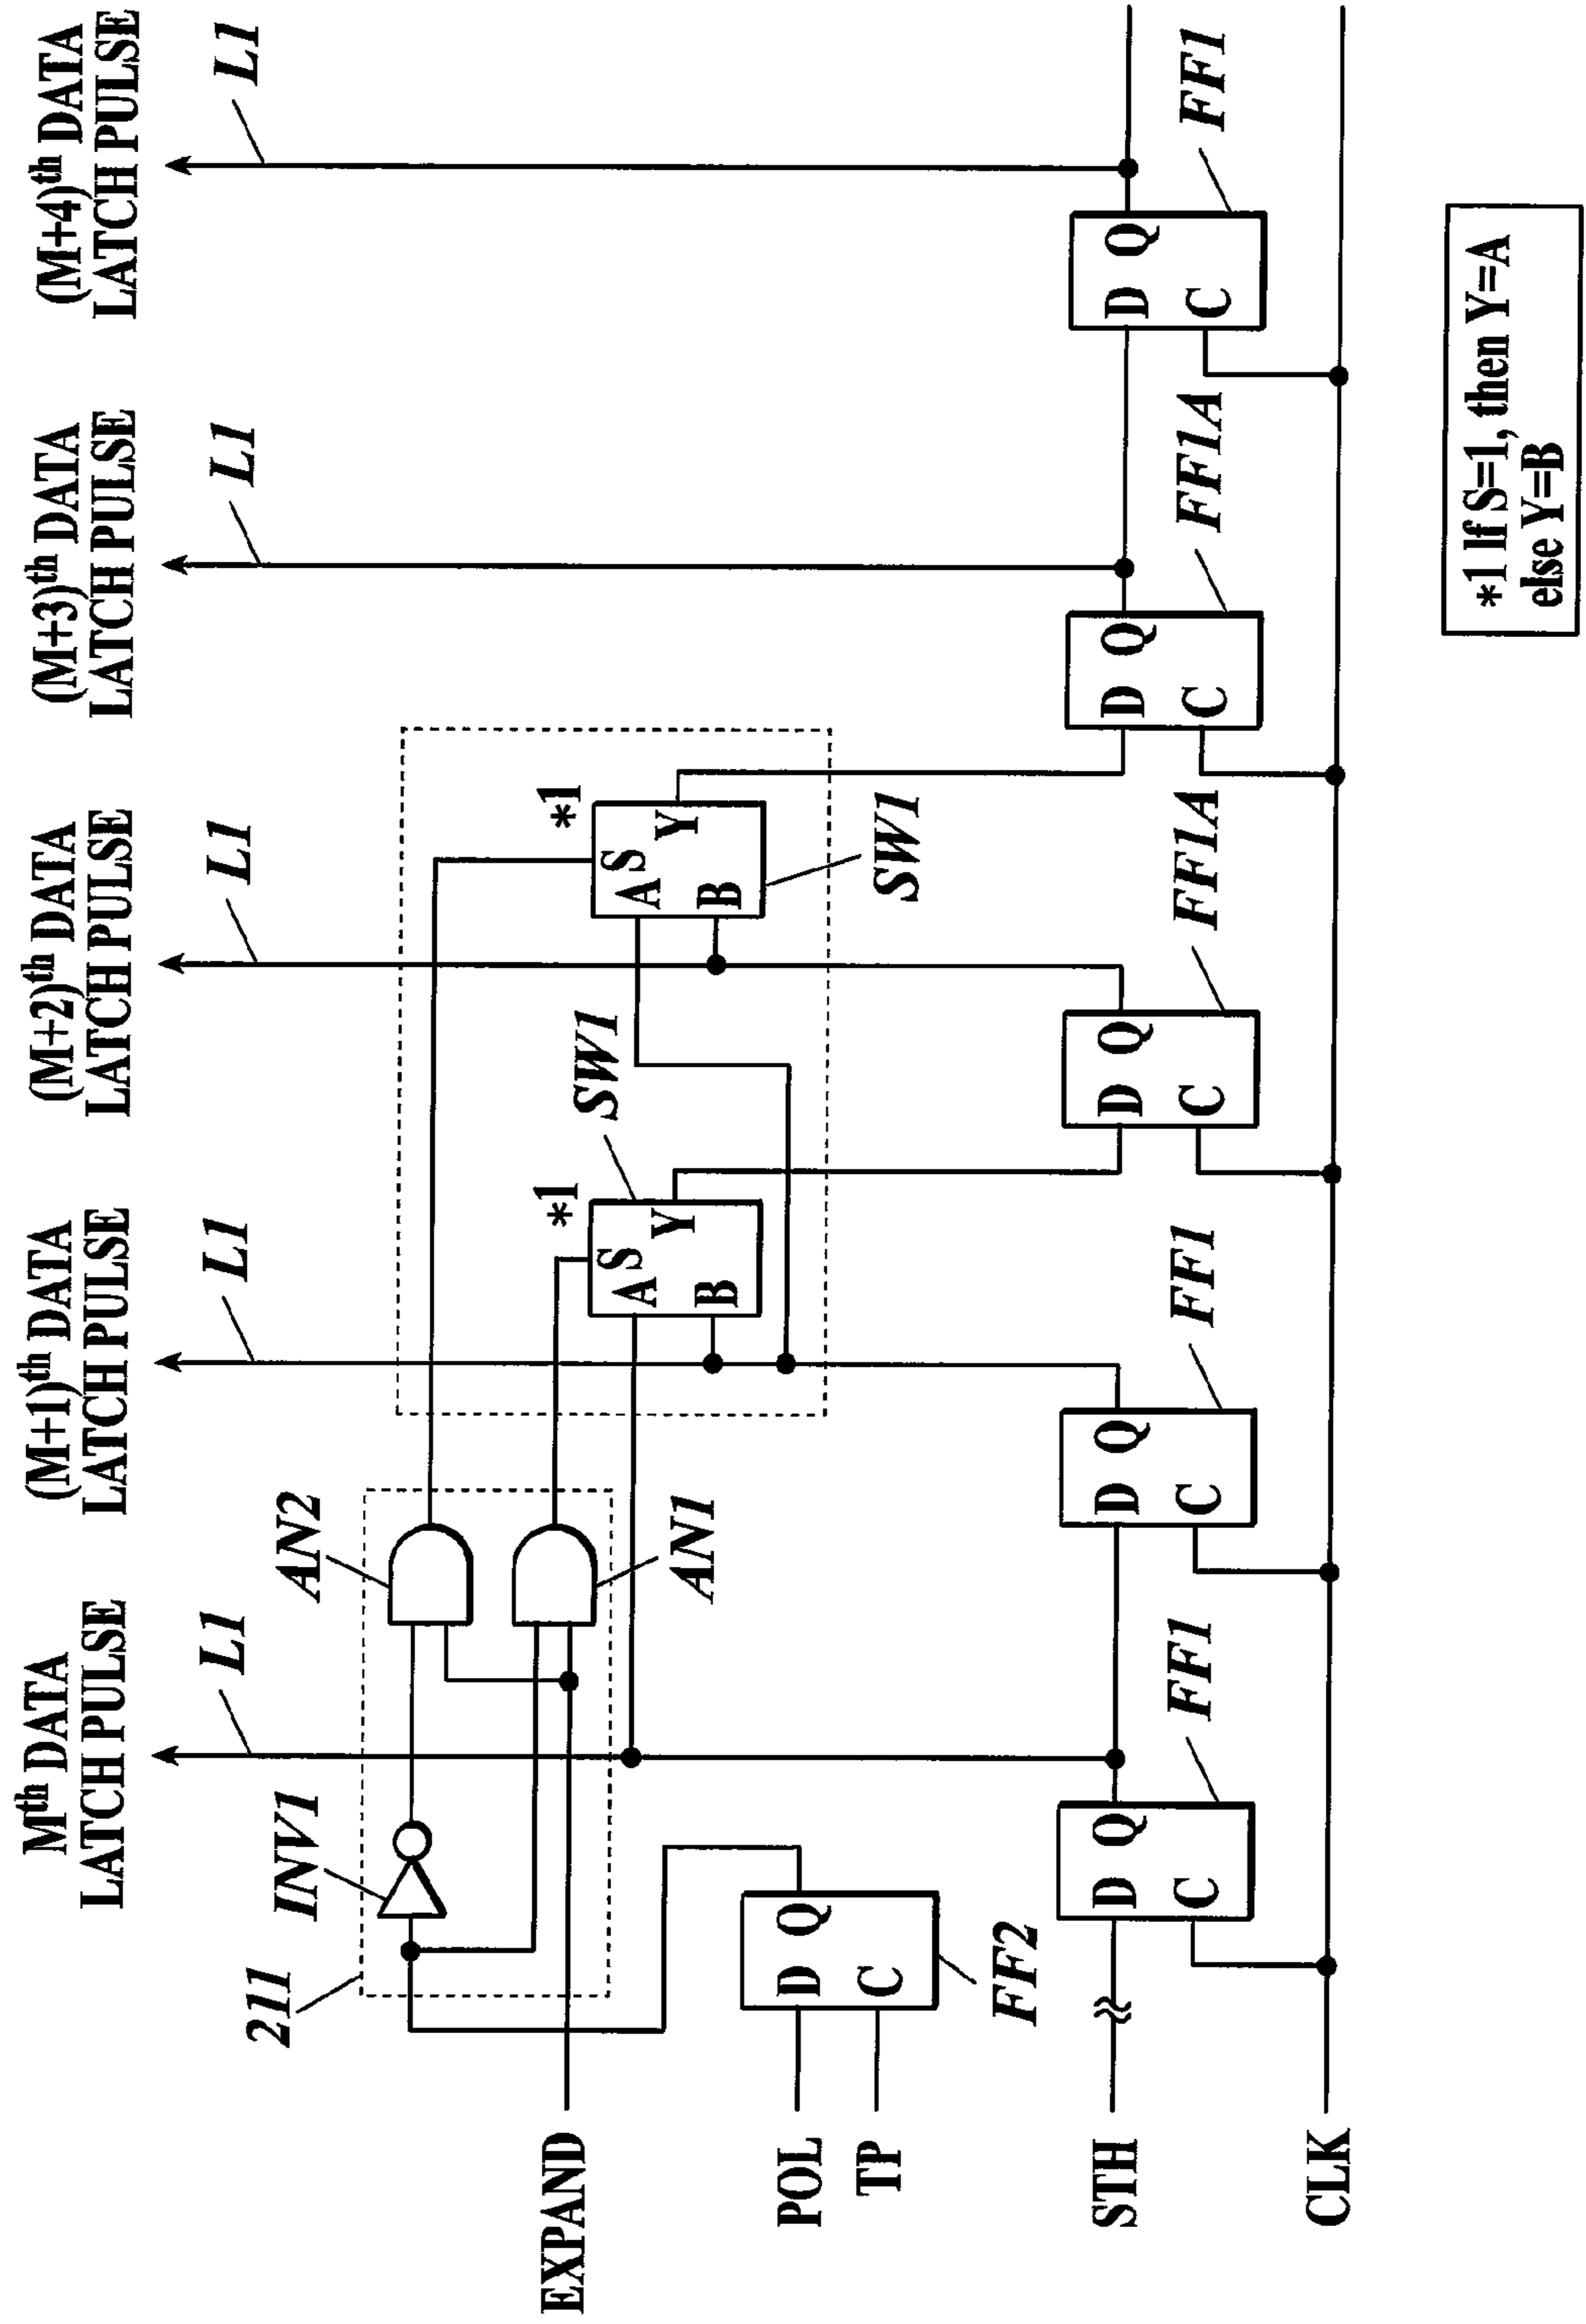 Mth DATA
LATCH PULSE
(M+1)th DATA
LATCH PULSE
(M+2)th DATA
LATCH PULSE
(M+3)th DATA
LATCH PULSE
(M+4)th DATA
LATCH PULSE
L1
L1
L1
L1
L1
211
INV1
AN2
AN1
*1
S
A
Y
B
SW1
*1
S
A
Y
B
SW1
EXPAND
POL
TP
D Q
C
FF2
STH
CLK
D Q
C
FF1
D Q
C
FF1
D Q
C
FF1A
D Q
C
FF1A
D Q
C
FF1
*1 If S=1, then Y=A
else Y=B